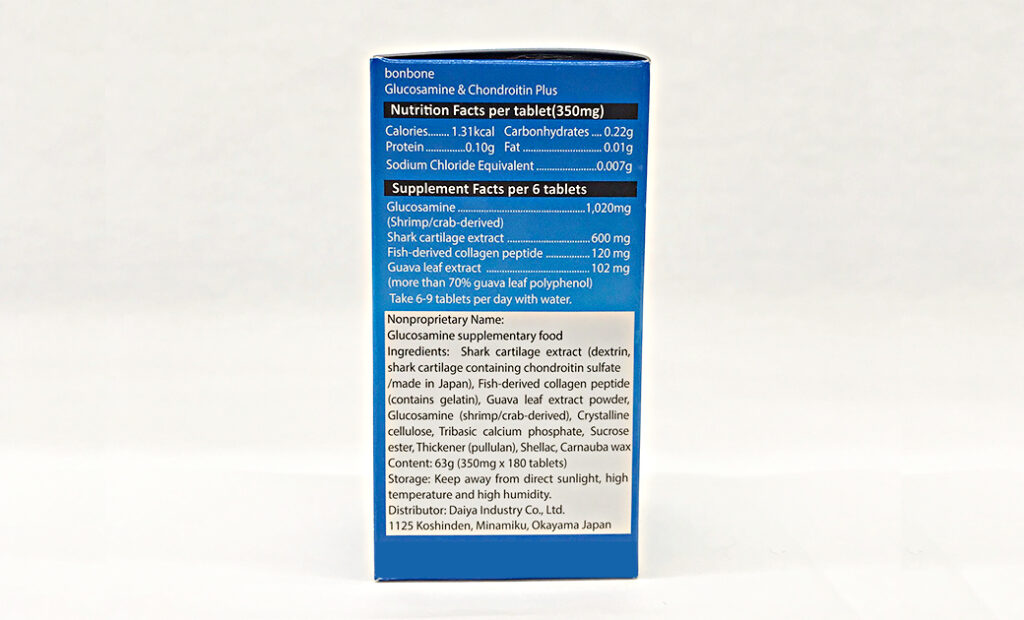 bonbone
Glucosamine & Chondroitin Plus
Nutrition Facts per tablet(350mg)
Calories........ 1.31kcal Carbonhydrates .... 0.22g
Protein ...............0.10g Fat ............................. 0.01g
Sodium Chloride Equivalent ......................0.007g
Supplement Facts per 6 tablets
Glucosamine ...............................................1,020mg
(Shrimp/crab-derived)
Shark cartilage extract ..............................600 mg
Fish-derived collagen peptide ................120 mg
Guava leaf extract ................................. 102 mg
(more than 70% guava leaf polyphenol)
Take 6-9 tablets per day with water.
Nonproprietary Name:
Glucosamine supplementary food
Ingredients: Shark cartilage extract (dextrin,
shark cartilage containing chondroitin sulfate
/made in Japan), Fish-derived collagen peptide
(contains gelatin), Guava leaf extract powder,
Glucosamine (shrimp/crab-derived), Crystalline
cellulose, Tribasic calcium phosphate, Sucrose
ester, Thickener (pullulan), Shellac, Carnauba wax
Content: 63g (350mg x 180 tablets)
Storage: Keep away from direct sunlight, high
temperature and high humidity.
Distributor: Daiya Industry Co., Ltd.
1125 Koshinden, Minamiku, Okayama Japan